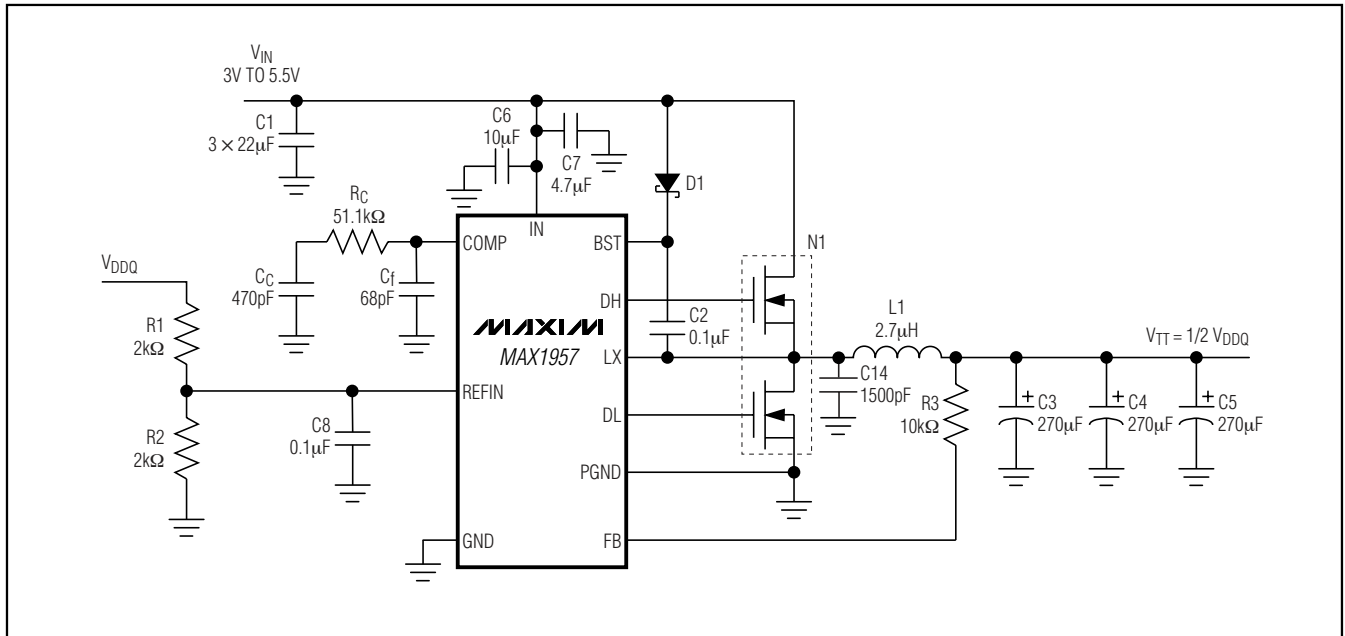 VIN
3V TO 5.5V
C1
3 × 22µF
C6
10µF
C7
4.7µF
D1
RC
51.1kΩ
CC
470pF
Cf
68pF
VDDQ
R1
2kΩ
R2
2kΩ
C8
0.1µF
IN
COMP
BST
DH
MAXIM
MAX1957
LX
REFIN
DL
PGND
GND
FB
C2
0.1µF
N1
L1
2.7µH
C14
1500pF
R3
10kΩ
VTT = 1/2 VDDQ
+
C3
270µF
+
C4
270µF
+
C5
270µF